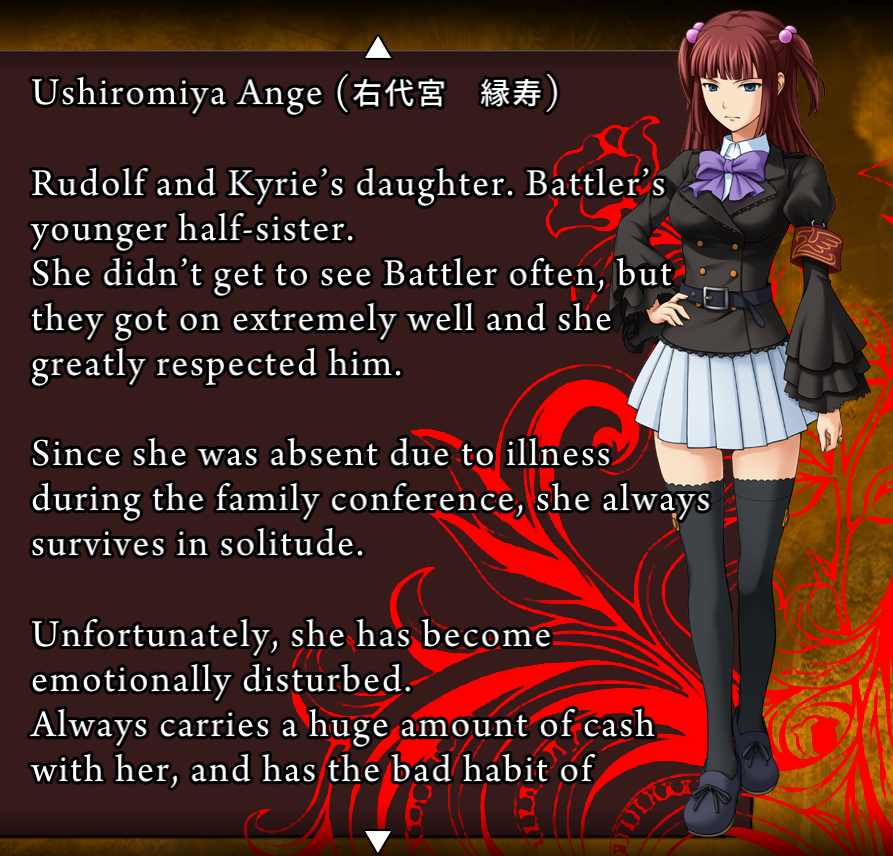 Ushiromiya Ange (右代宮　縁寿)
Rudolf and Kyrie’s daughter. Battler’s
younger half-sister.
She didn’t get to see Battler often, but
they got on extremely well and she
greatly respected him.
Since she was absent due to illness
during the family conference, she always
survives in solitude.
Unfortunately, she has become
emotionally disturbed.
Always carries a huge amount of cash
with her, and has the bad habit of